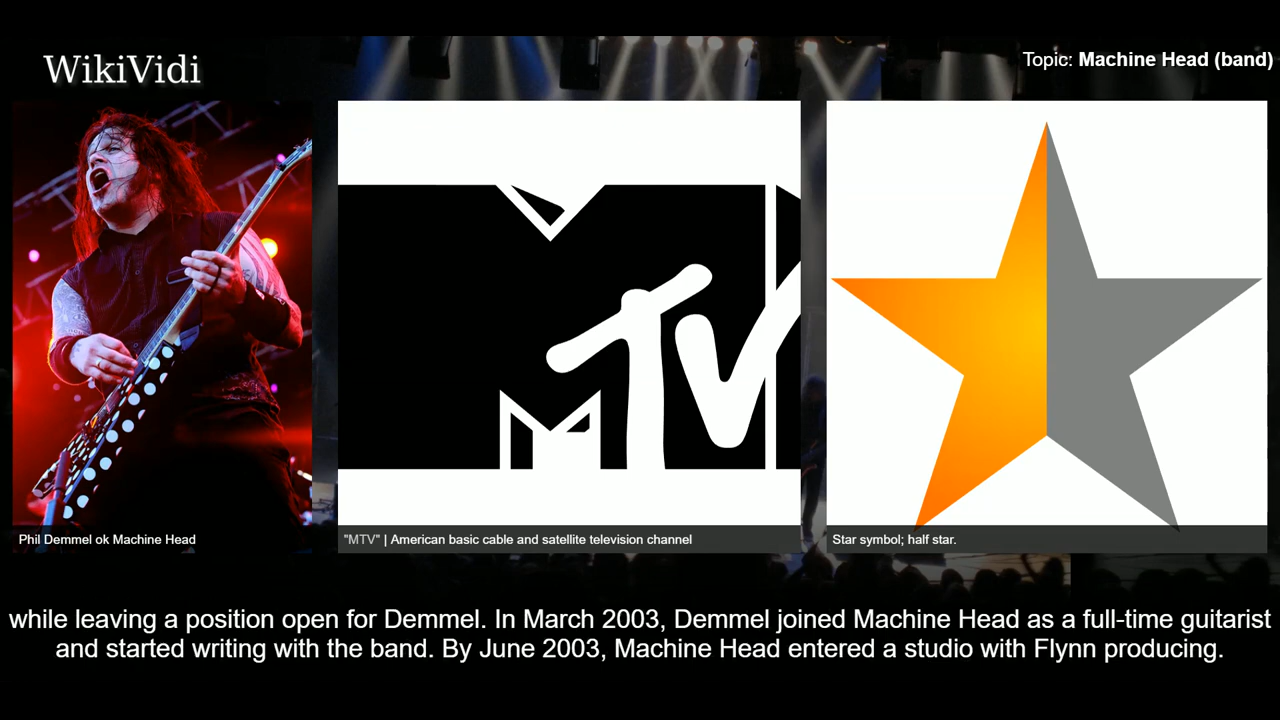 WikiVidi
Topic: Machine Head (band)
MTV
Phil Demmel ok Machine Head
"MTV" | American basic cable and satellite television channel
Star symbol; half star.
while leaving a position open for Demmel. In March 2003, Demmel joined Machine Head as a full-time guitarist
and started writing with the band. By June 2003, Machine Head entered a studio with Flynn producing.